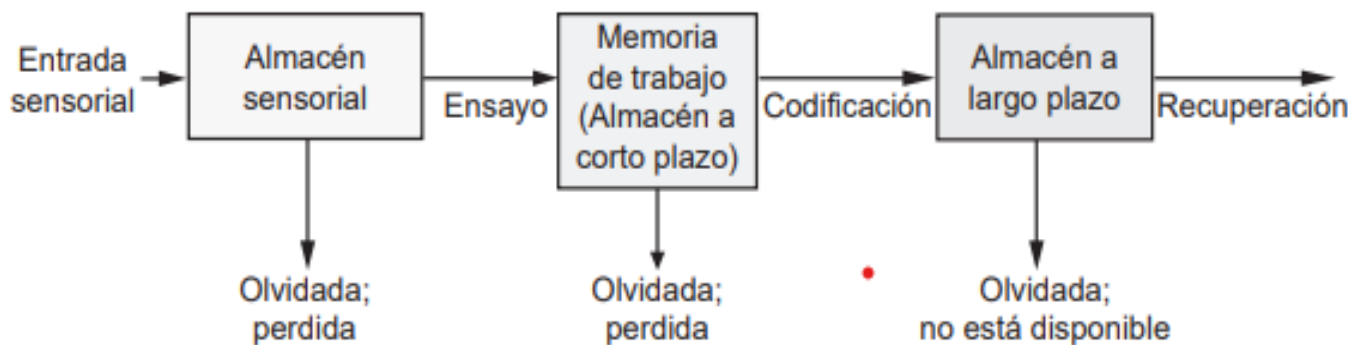 Entrada
sensorial
Almacén
sensorial
Ensayo
Memoria
de trabajo
(Almacén a
corto plazo)
Codificación
Almacén a
largo plazo
Recuperación
Olvidada;
perdida
Olvidada;
perdida
Olvidada;
no está disponible